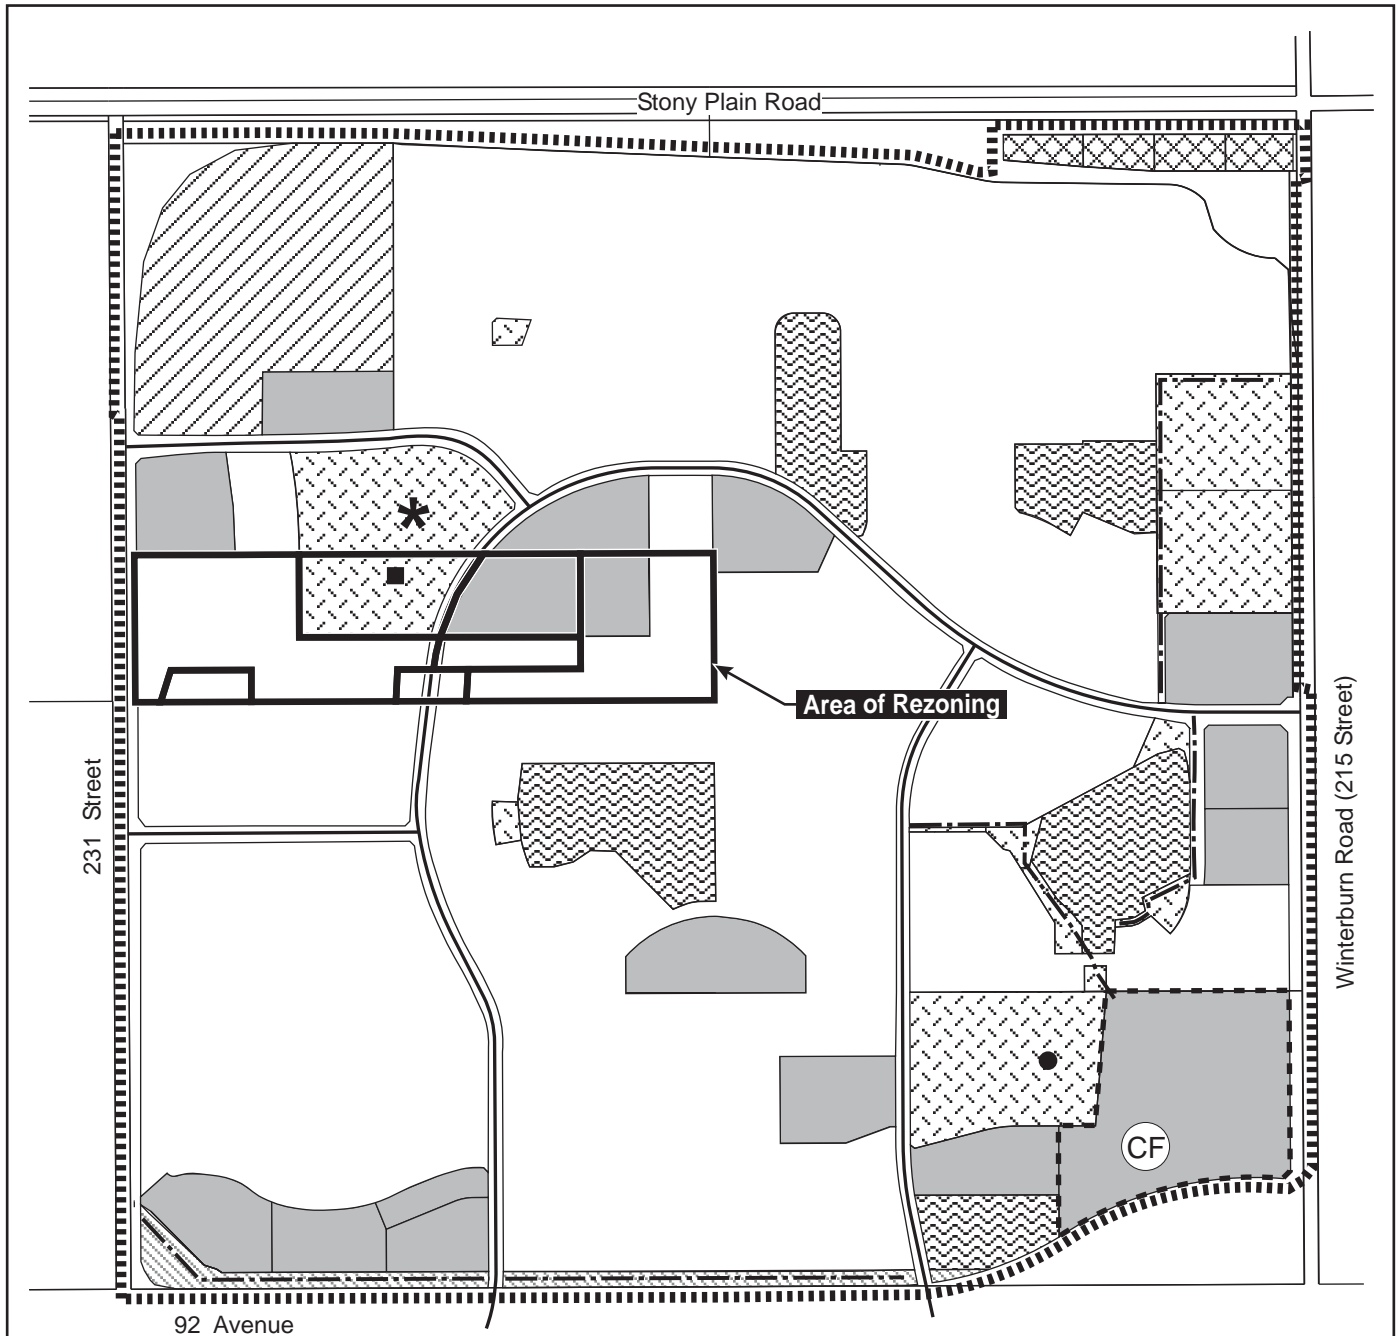 Stony Plain Road
*
Area of Rezoning
231 Street
Winterburn Road (215 Street)
CF
92 Avenue